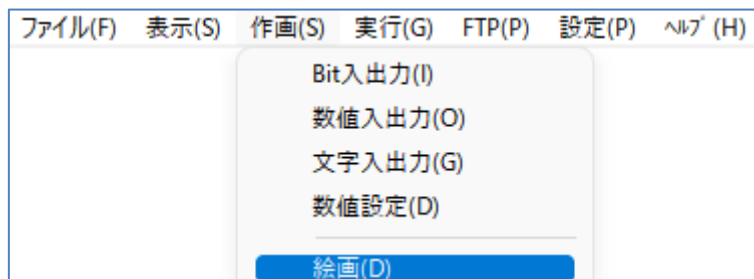 ファイル(F) 表示(S) 作画(S) 実行(G) FTP(P) 設定(P) ﾍﾙﾌﾟ(H)
Bit入出力(I)
数値入出力(O)
文字入出力(G)
数値設定(D)
絵画(D)